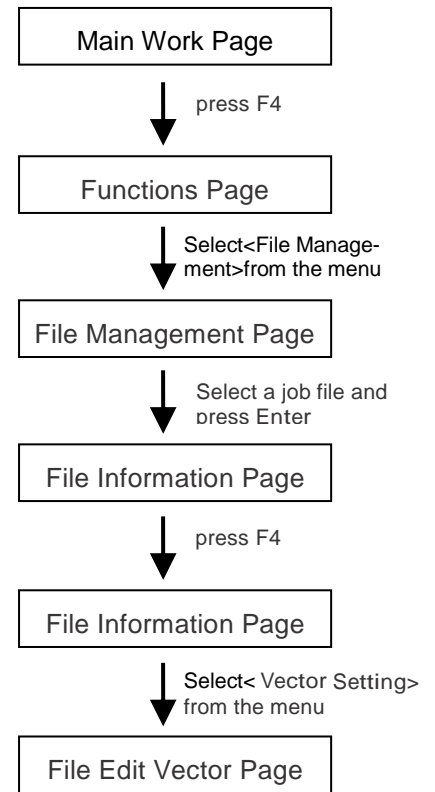 Main Work Page
press F4
Functions Page
Select<File Manage-
ment>from the menu
File Management Page
Select a job file and
press Enter
File Information Page
press F4
File Information Page
Select< Vector Setting>
from the menu
File Edit Vector Page